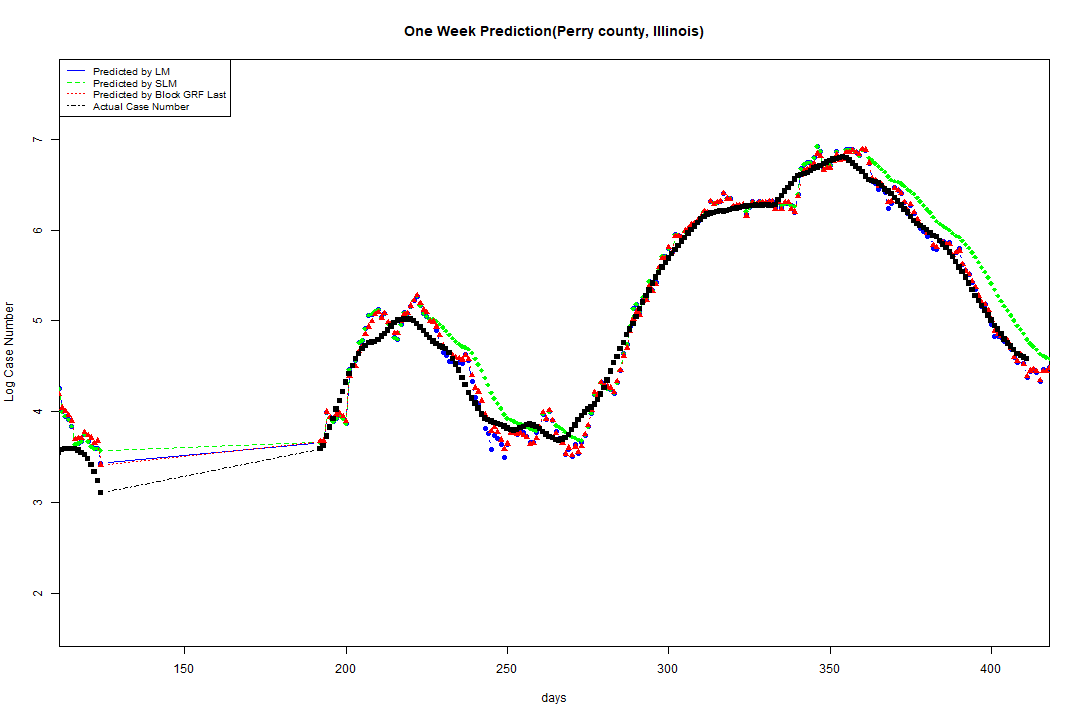 One Week Prediction(Perry county, Illinois)
Predicted by LM
Predicted by SLM
Predicted by Block GRF Last
Actual Case Number
Log Case Number
7
6
5
4
3
2
150
200
250
300
350
400
days